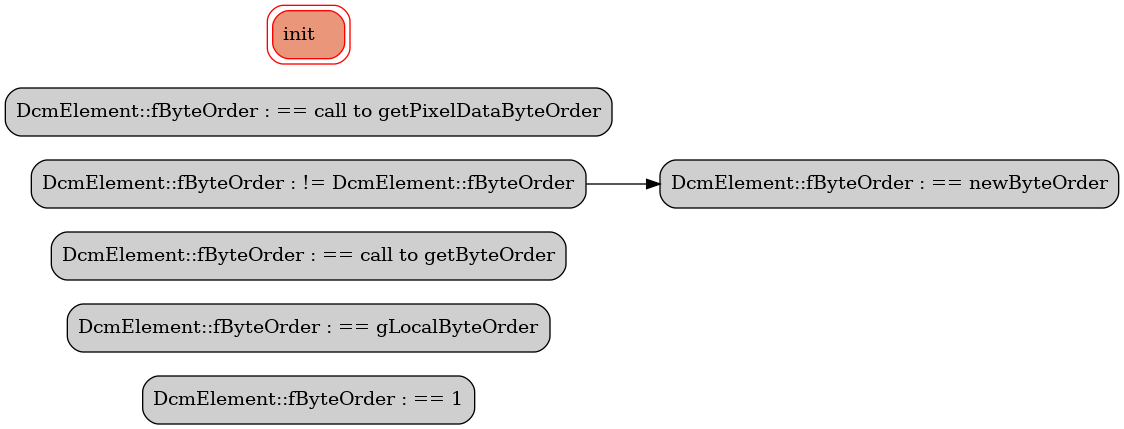 init
DcmElement::fByteOrder : == call to getPixelDataByteOrder
DcmElement::fByteOrder : != DcmElement::fByteOrder
DcmElement::fByteOrder : == newByteOrder
DcmElement::fByteOrder : == call to getByteOrder
DcmElement::fByteOrder : == gLocalByteOrder
DcmElement::fByteOrder : == 1